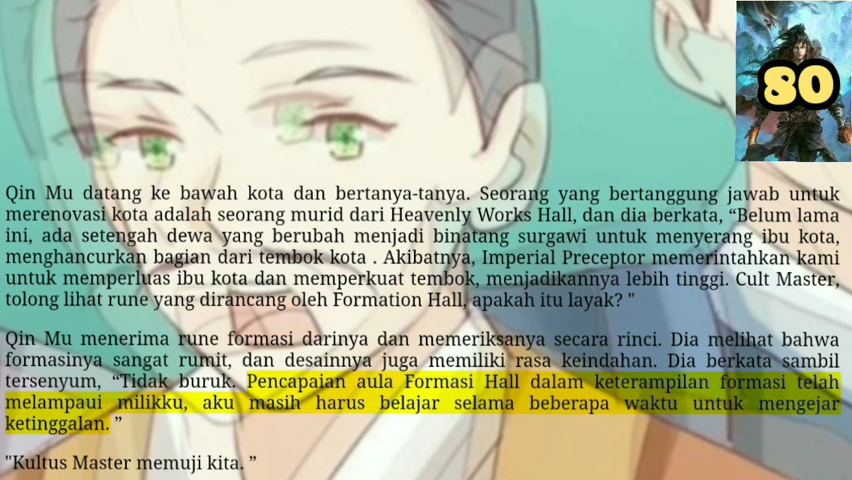 80
Qin Mu datang ke bawah kota dan bertanya-tanya. Seorang yang bertanggung jawab untuk
merenovasi kota adalah seorang murid dari Heavenly Works Hall, dan dia berkata, “Belum lama
ini, ada setengah dewa yang berubah menjadi binatang surgawi untuk menyerang ibu kota,
menghancurkan bagian dari tembok kota . Akibatnya, Imperial Preceptor memerintahkan kami
untuk memperluas ibu kota dan memperkuat tembok, menjadikannya lebih tinggi. Cult Master,
tolong lihat rune yang dirancang oleh Formation Hall, apakah itu layak? "
Qin Mu menerima rune formasi darinya dan memeriksanya secara rinci. Dia melihat bahwa
formasinya sangat rumit, dan desainnya juga memiliki rasa keindahan. Dia berkata sambil
tersenyum, “Tidak buruk. Pencapaian aula Formasi Hall dalam keterampilan formasi telah
melampaui milikku, aku masih harus belajar selama beberapa waktu untuk mengejar
ketinggalan. ”
"Kultus Master memuji kita. ”